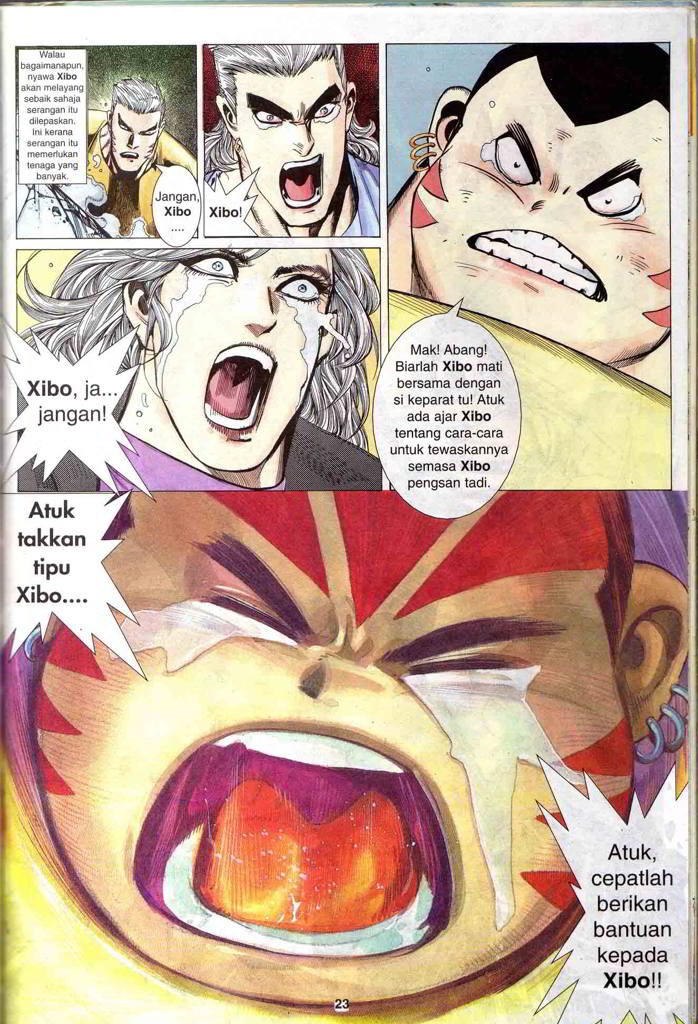 Walau
bagaimanapun,
nyawa Xibo
akan melayang
sebaik sahaja
serangan itu
dilepaskan.
Ini kerana
serangan itu
memerlukan
tenaga yang
banyak.
Jangan,
Xibo
....
Xibo!
Mak! Abang!
Biarlah Xibo mati
bersama dengan
si keparat tu! Atuk
ada ajar Xibo
tentang cara-cara
untuk tewaskannya
semasa Xibo
pengsan tadi.
Xibo, ja...
jangan!
Atuk
takkan
tipu
Xibo....
Atuk,
cepatlah
berikan
bantuan
kepada
Xibo!!
23